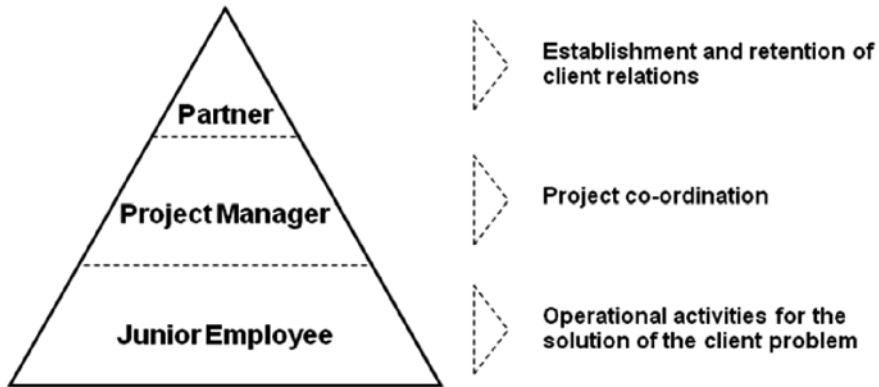 Partner
Establishment and retention of
client relations
Project Manager
Project co-ordination
Junior Employee
Operational activities for the
solution of the client problem